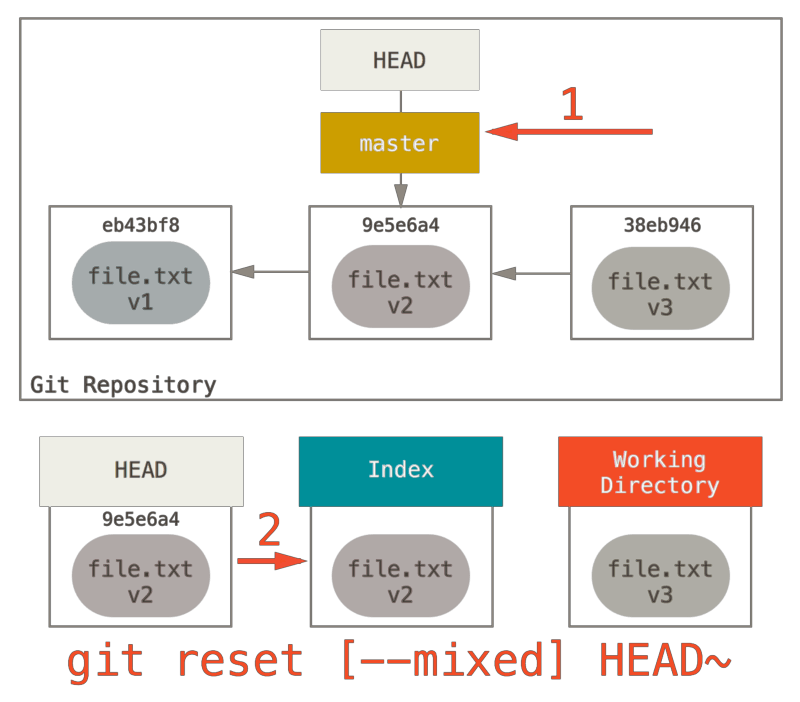 HEAD
1
master
eb43bf8
9e5e6a4
38eb946
file.txt
v1
file.txt
v2
file.txt
v3
Git Repository
HEAD
Index
Working
Directory
9e5e6a4
2
file.txt
v2
file.txt
v2
file.txt
v3
git reset [--mixed] HEAD~